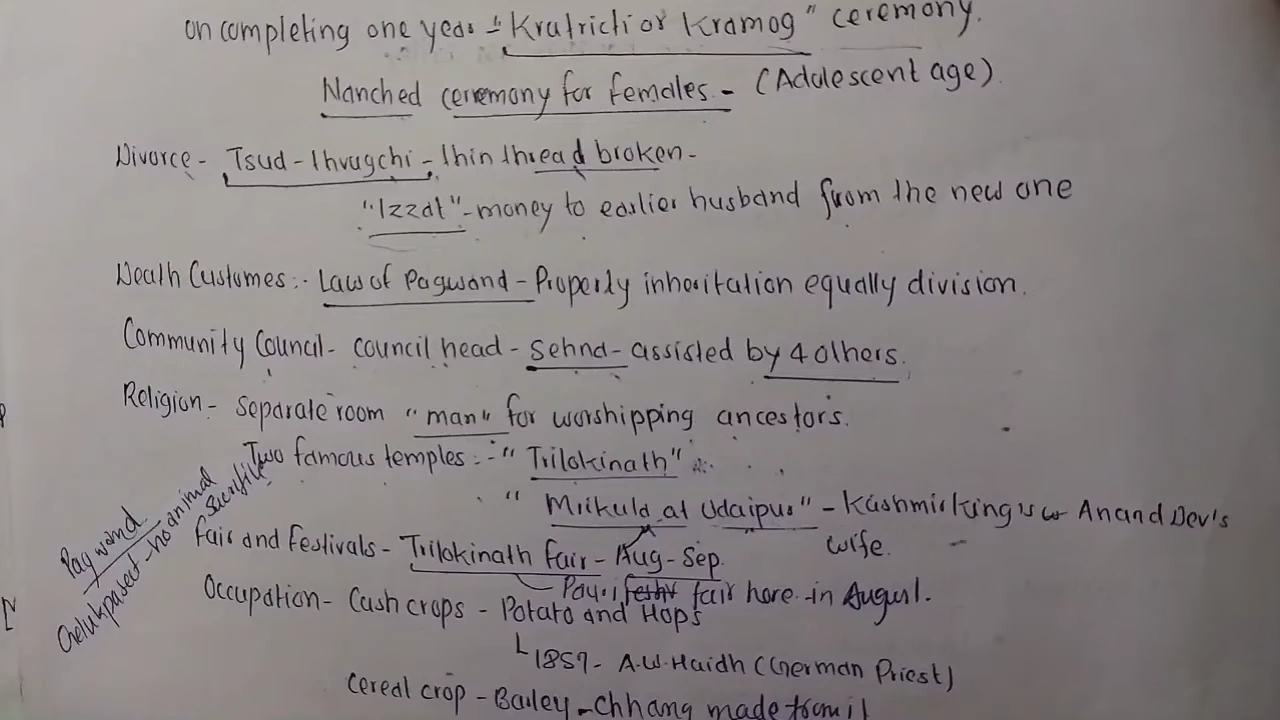 on completing one year - "Kratricti or Kramog" ceremony.
Nanched ceremony for females - (Adolescent age)
Divorce - Tsud-thvagchi - thin thread broken -
"Izzat" - money to earlier husband from the new one
Death Customes :- Law of Pagwand - Property inheritation equally division.
Community Council - council head - Sehna - assisted by 4 others.
Religion - separate room "man" for worshipping ancestors.
Two famous temples :- "Trilokinath"
"Mrikula at Udaipur" - Kashmir king's Anand Dev's
wife.
Fair and Festivals - Trilokinath fair - Aug - Sep.
Pauri fair here in August.
Occupation - Cash crops - Potato and Hops
1857 - A.W. Haidh (German Priest)
Cereal crop - Barley - Chhang made from it
Pagwand
no animal
sacrifice